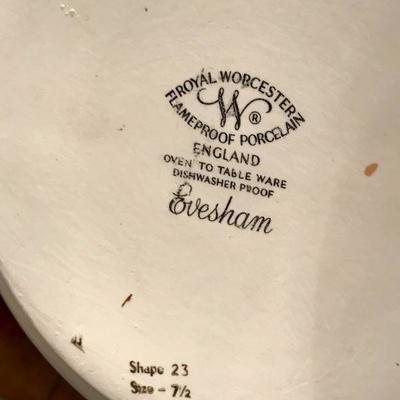 ROYAL WORCESTER
W®
FLAMEPROOF PORCELAIN
ENGLAND
OVEN TO TABLE WARE
DISHWASHER PROOF
Evesham
Shape 23
Size - 7½